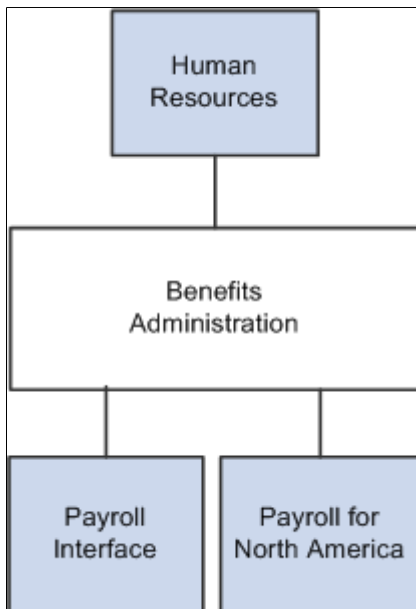 Human
Resources
Benefits
Administration
Payroll
Interface
Payroll for
North America